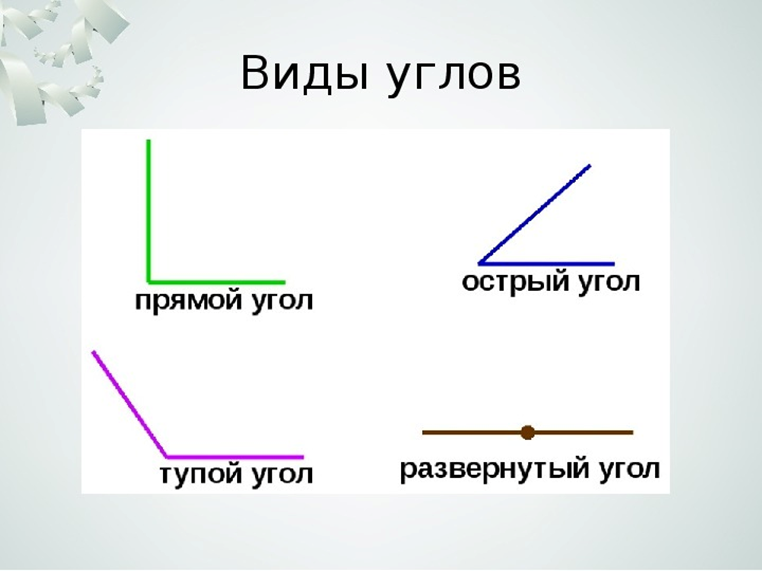 Виды углов
прямой угол
острый угол
тупой угол
развернутый угол